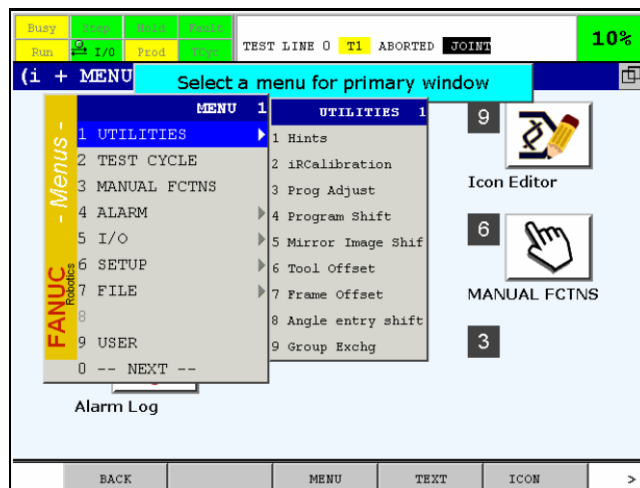 Busy Step Hold Fault
Run I/O Prod TCyc
TEST LINE 0 T1 ABORTED JOINT
10%
(i + MENU
Select a menu for primary window
- Menus -
FANUC
Robotics
MENU 1
1 UTILITIES
2 TEST CYCLE
3 MANUAL FCTNS
4 ALARM
5 I/O
6 SETUP
7 FILE
8
9 USER
0 -- NEXT --
UTILITIES 1
1 Hints
2 iRCalibration
3 Prog Adjust
4 Program Shift
5 Mirror Image Shif
6 Tool Offset
7 Frame Offset
8 Angle entry shift
9 Group Exchg
9
Icon Editor
6
MANUAL FCTNS
3
Alarm Log
BACK MENU TEXT ICON >